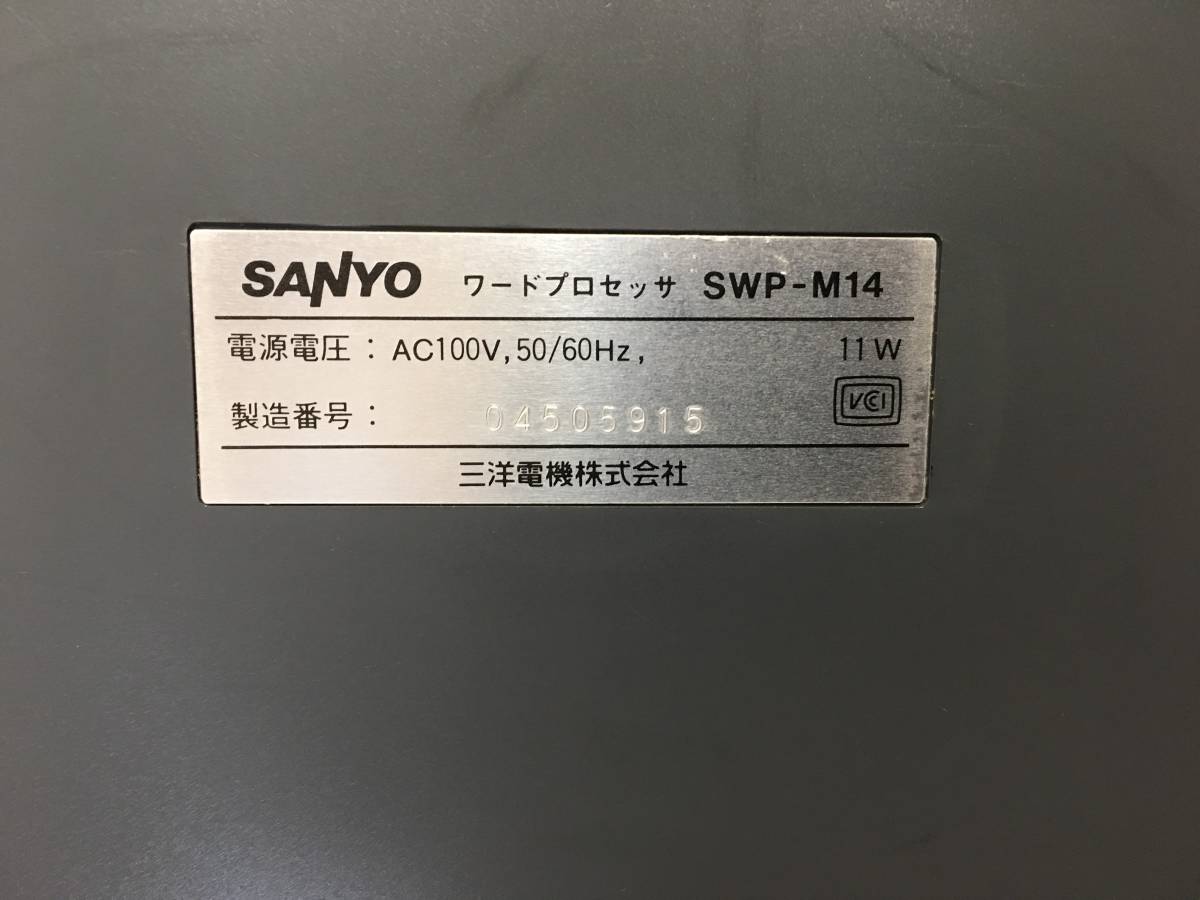 SANYO ワードプロセッサ SWP-M14
電源電圧： AC100V, 50/60Hz, 11W
製造番号： 04505915
VCCI
三洋電機株式会社